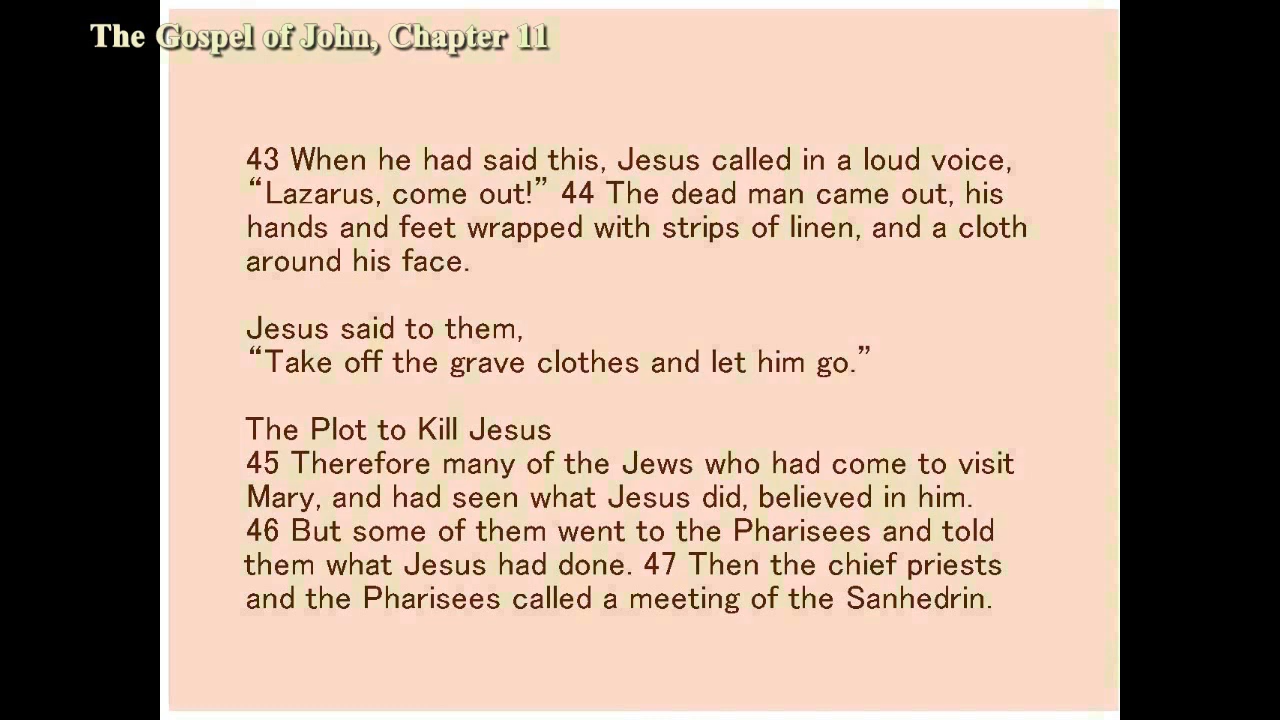 The Gospel of John, Chapter 11
43 When he had said this, Jesus called in a loud voice,
“Lazarus, come out!” 44 The dead man came out, his
hands and feet wrapped with strips of linen, and a cloth
around his face.
Jesus said to them,
“Take off the grave clothes and let him go.”
The Plot to Kill Jesus
45 Therefore many of the Jews who had come to visit
Mary, and had seen what Jesus did, believed in him.
46 But some of them went to the Pharisees and told
them what Jesus had done. 47 Then the chief priests
and the Pharisees called a meeting of the Sanhedrin.